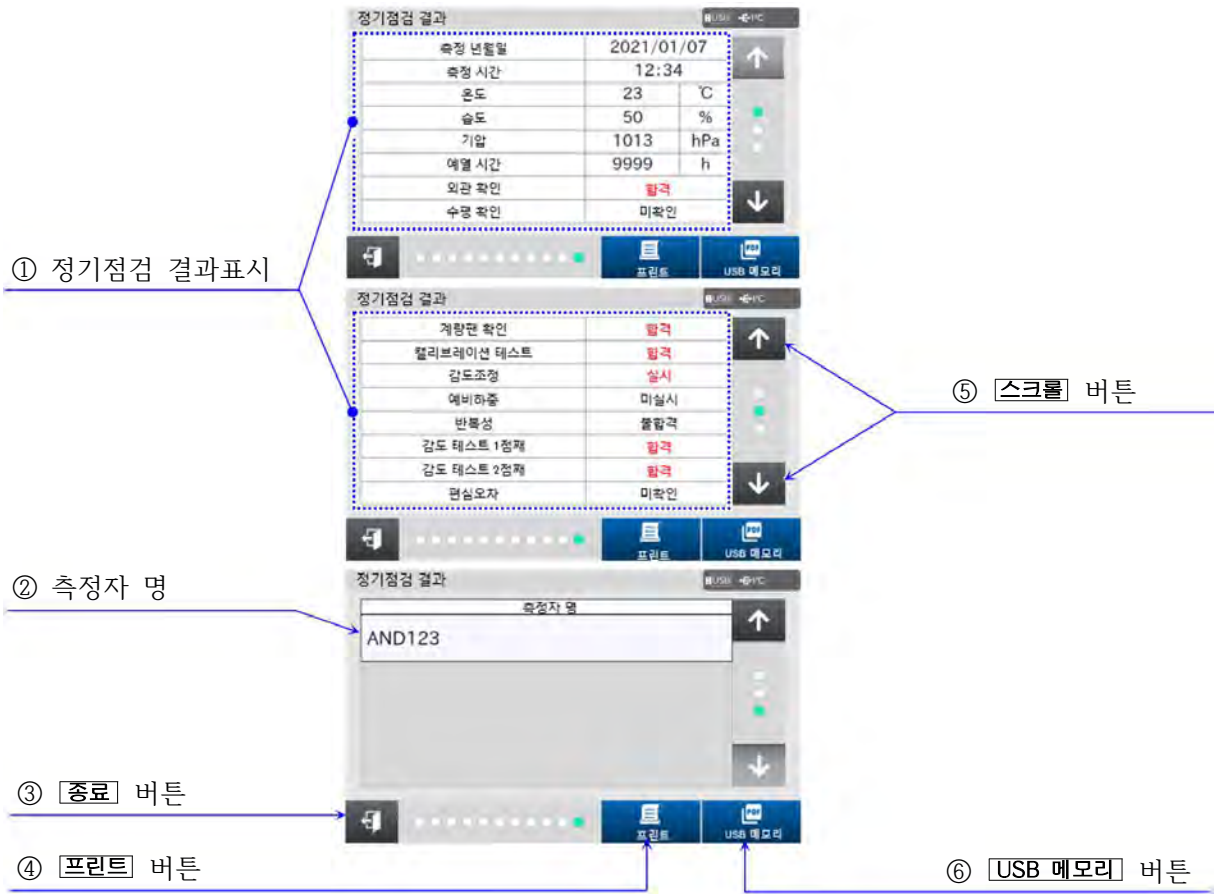 정기점검 결과
USB PC
측정 년월일 2021/01/07
측정 시간 12:34
온도 23 ℃
습도 50 %
기압 1013 hPa
예열 시간 9999 h
외관 확인 합격
수평 확인 미확인
프린트 USB 메모리
① 정기점검 결과표시
정기점검 결과
USB PC
계량팬 확인 합격
캘리브레이션 테스트 합격
감도조정 실시
예비하중 미실시
반복성 불합격
감도 테스트 1점째 합격
감도 테스트 2점째 합격
편심오차 미확인
프린트 USB 메모리
⑤ 스크롤 버튼
정기점검 결과
USB PC
② 측정자 명
측정자 명
AND123
③ 종료 버튼
프린트 USB 메모리
④ 프린트 버튼
⑥ USB 메모리 버튼